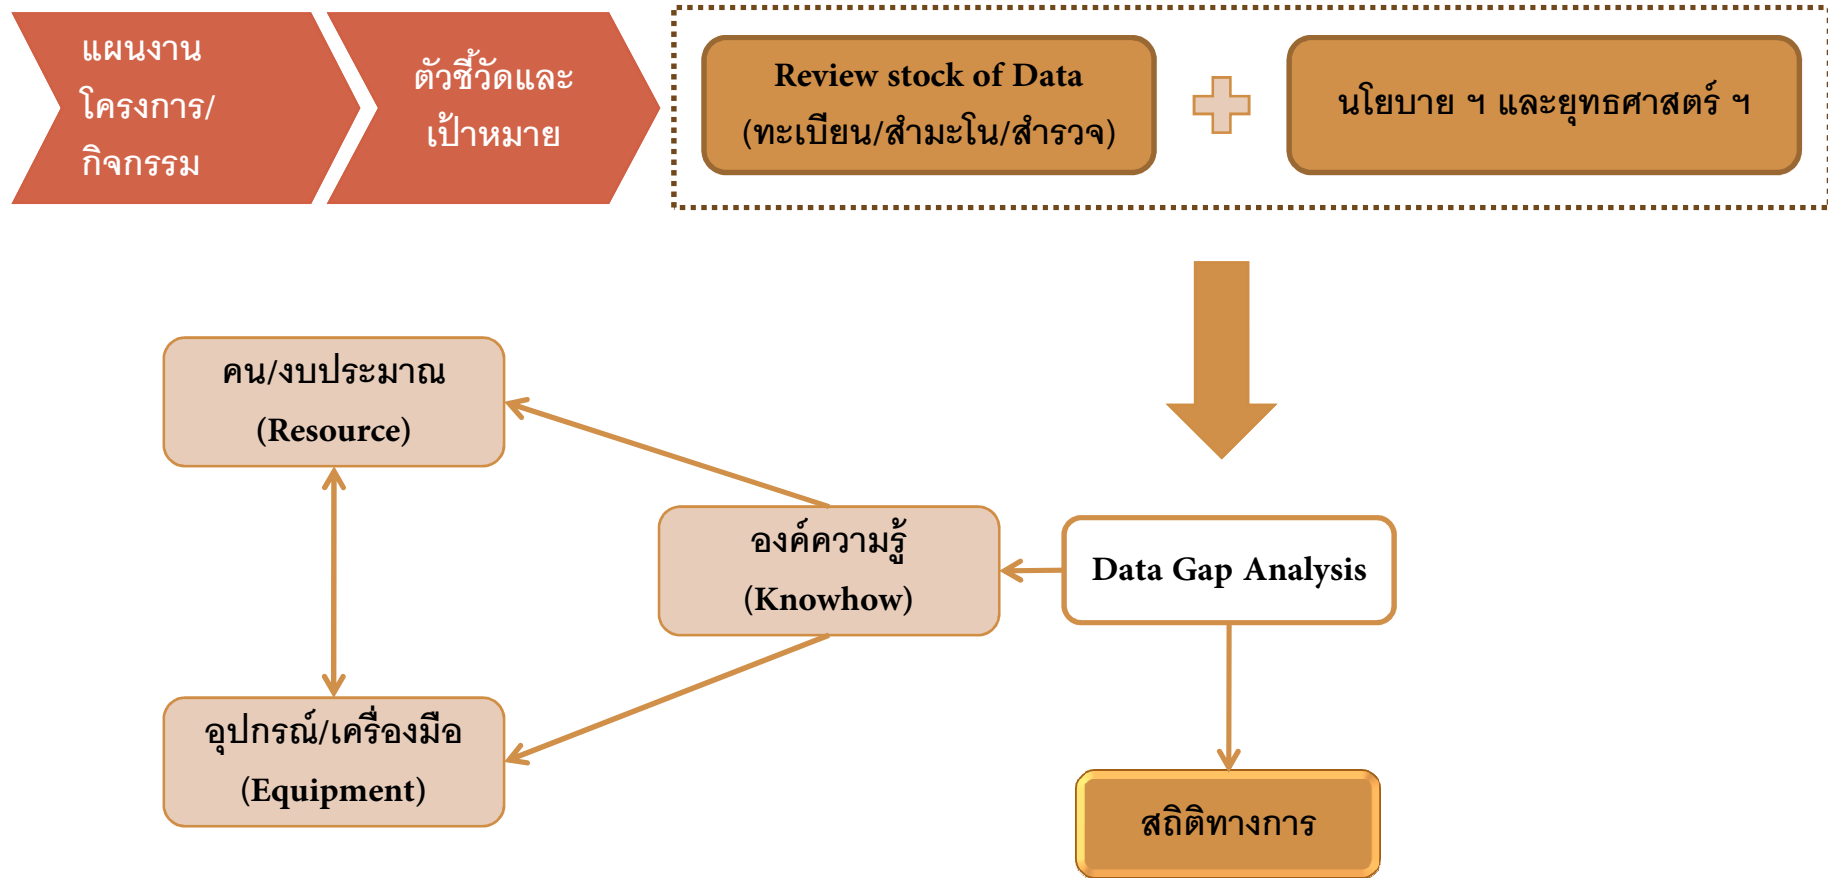 แผนงาน
โครงการ/
กิจกรรม
ตัวชี้วัดและ
เป้าหมาย
Review stock of Data
(ทะเบียน/สำมะโน/สำรวจ)
นโยบาย ฯ และยุทธศาสตร์ ฯ
คน/งบประมาณ
(Resource)
องค์ความรู้
(Knowhow)
Data Gap Analysis
อุปกรณ์/เครื่องมือ
(Equipment)
สถิติทางการ